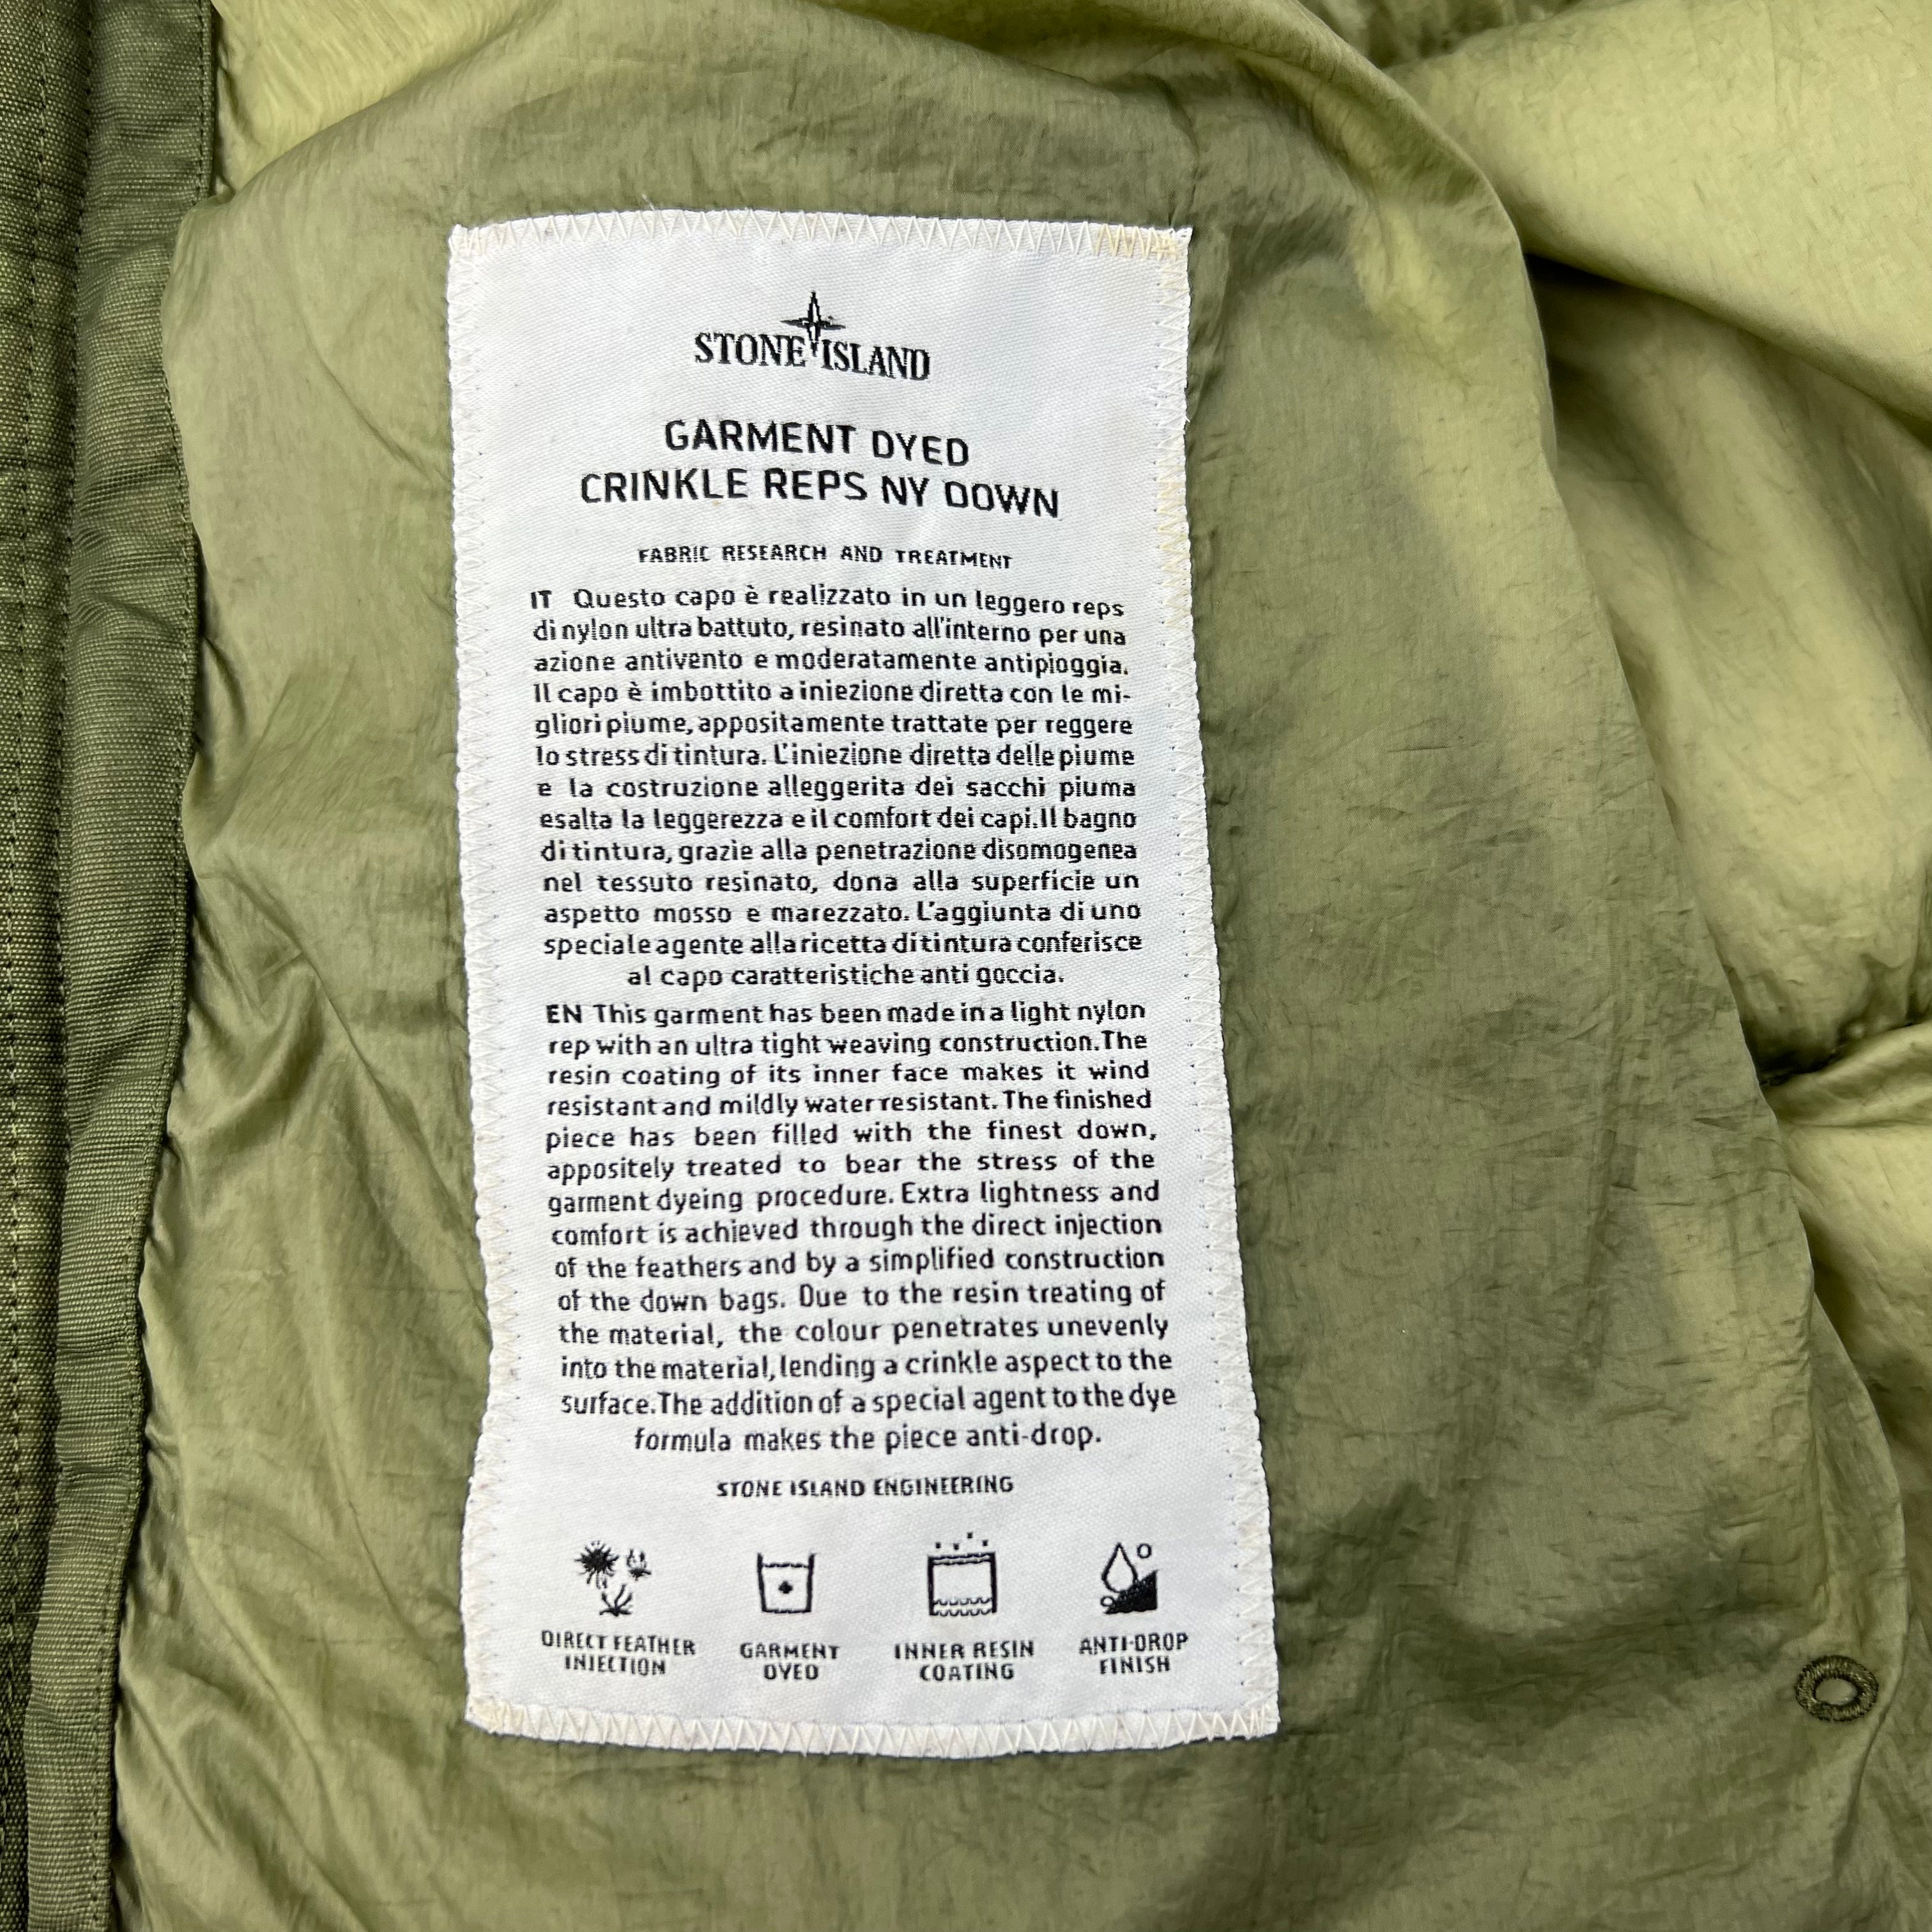 STONE ISLAND
GARMENT DYED
CRINKLE REPS NY DOWN
FABRIC RESEARCH AND TREATMENT
IT Questo capo è realizzato in un leggero reps
di nylon ultra battuto, resinato all'interno per una
azione antivento e moderatamente antipioggia.
Il capo è imbottito a iniezione diretta con le mi-
gliori piume, appositamente trattate per reggere
lo stress di tintura. L'iniezione diretta delle piume
e la costruzione alleggerita dei sacchi piuma
esalta la leggerezza e il comfort dei capi. Il bagno
di tintura, grazie alla penetrazione disomogenea
nel tessuto resinato, dona alla superficie un
aspetto mosso e marezzato. L'aggiunta di uno
speciale agente alla ricetta di tintura conferisce
al capo caratteristiche anti goccia.
EN This garment has been made in a light nylon
rep with an ultra tight weaving construction. The
resin coating of its inner face makes it wind
resistant and mildly water resistant. The finished
piece has been filled with the finest down,
appositely treated to bear the stress of the
garment dyeing procedure. Extra lightness and
comfort is achieved through the direct injection
of the feathers and by a simplified construction
of the down bags. Due to the resin treating of
the material, the colour penetrates unevenly
into the material, lending a crinkle aspect to the
surface. The addition of a special agent to the dye
formula makes the piece anti-drop.
STONE ISLAND ENGINEERING
DIRECT FEATHER
INJECTION
GARMENT
DYED
INNER RESIN
COATING
ANTI-DROP
FINISH